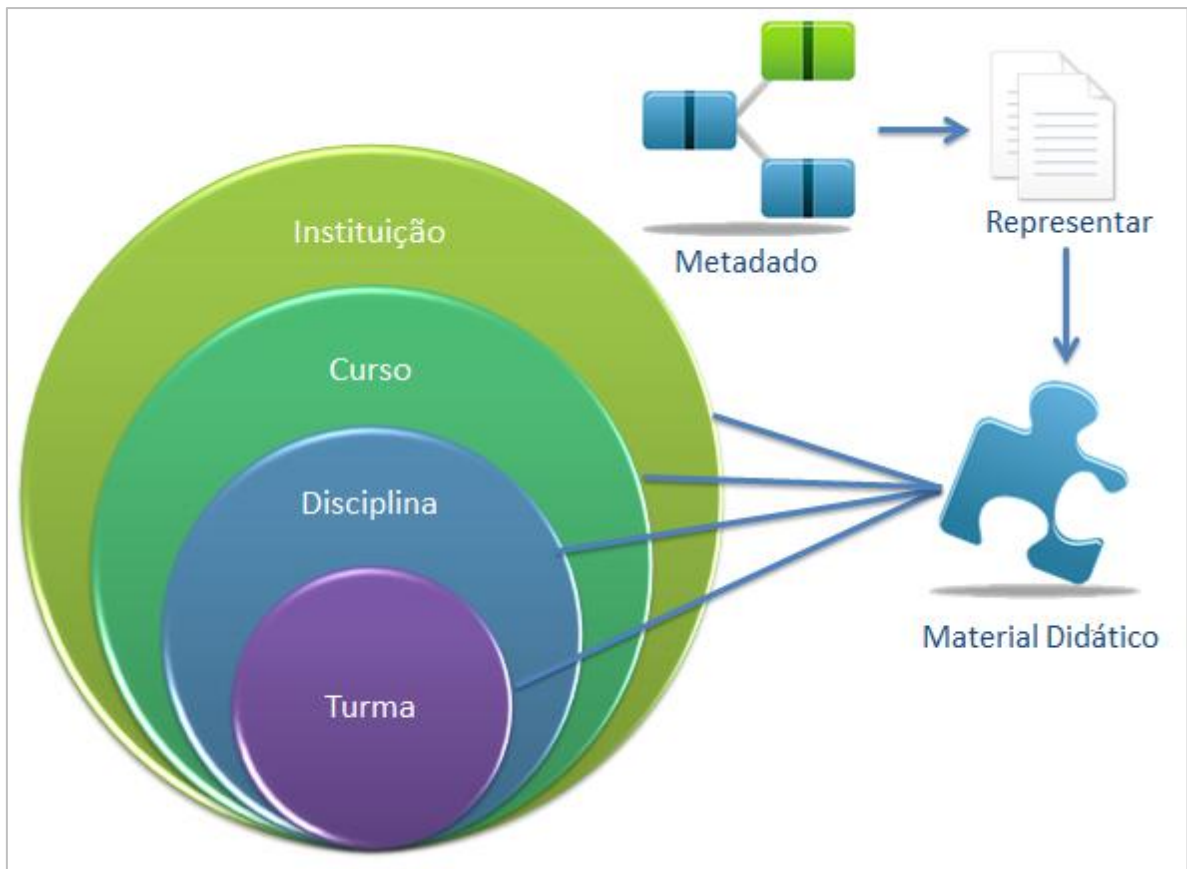 Instituição
Curso
Disciplina
Turma
Metadado
Representar
Material Didático